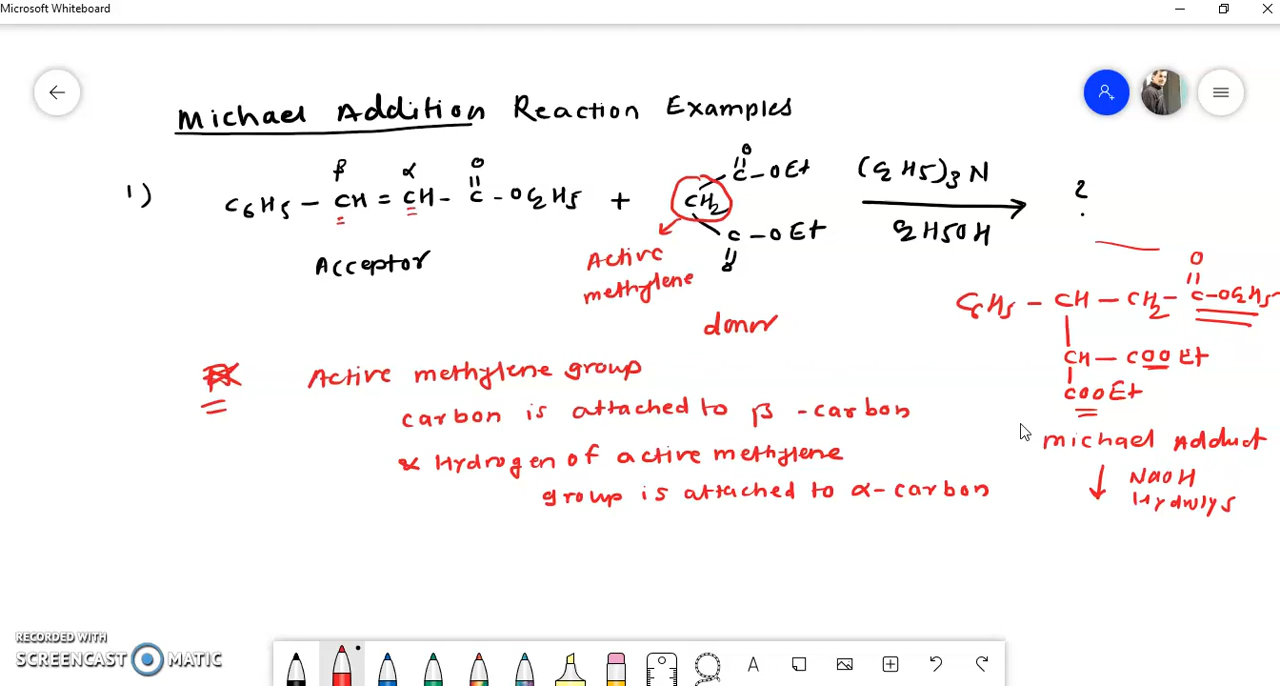 Microsoft Whiteboard
Michael Addition Reaction Examples
1) C6H5 - CH = CH - C - OC2H5 + CH2 (C2H5)3N ?
β α O
C - OEt
O
C - OEt
O
C2H5OH
Acceptor
Active
methylene
donor
C6H5 - CH - CH2 - C-OC2H5
O
CH - COOEt
COOEt
Michael Adduct
↓ NaOH
Hydrolys
Active methylene group
carbon is attached to β - carbon
& Hydrogen of active methylene
group is attached to α - carbon
RECORDED WITH
SCREENCAST MATIC
A